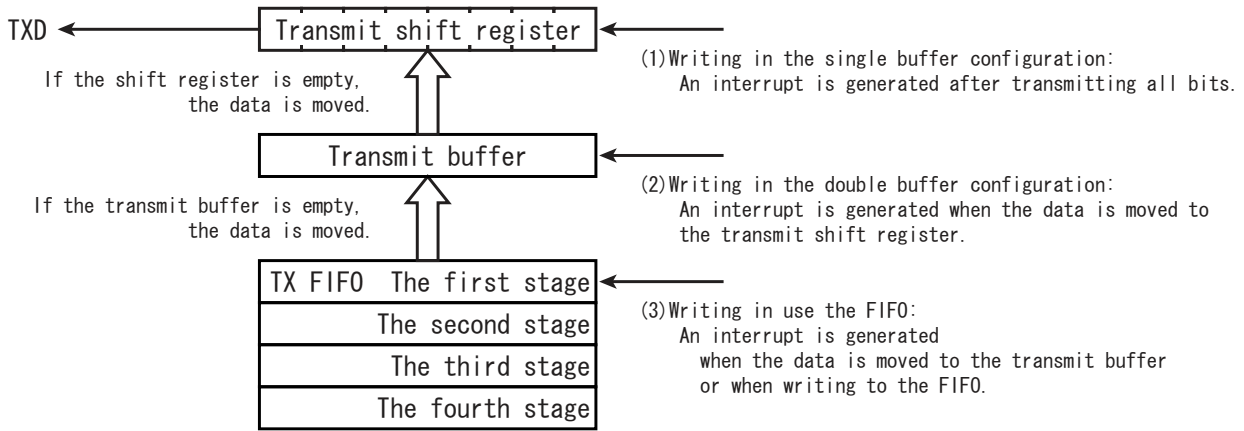 TXD
Transmit shift register
(1)Writing in the single buffer configuration:
An interrupt is generated after transmitting all bits.
If the shift register is empty,
the data is moved.
Transmit buffer
(2)Writing in the double buffer configuration:
An interrupt is generated when the data is moved to
the transmit shift register.
If the transmit buffer is empty,
the data is moved.
TX FIFO The first stage
The second stage
The third stage
The fourth stage
(3)Writing in use the FIFO:
An interrupt is generated
when the data is moved to the transmit buffer
or when writing to the FIFO.